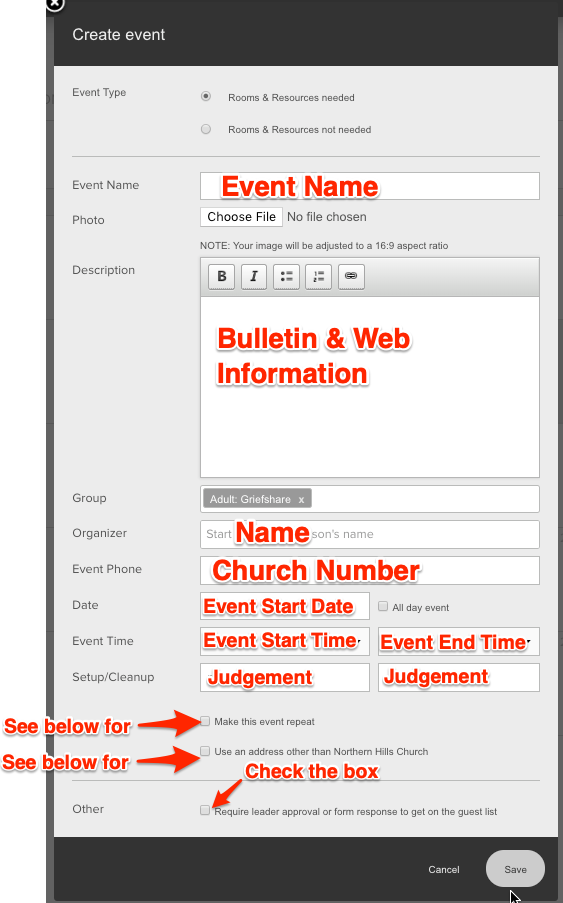 Create event
Event Type
Rooms & Resources needed
Rooms & Resources not needed
Event Name Event Name
Photo Choose File No file chosen
NOTE: Your image will be adjusted to a 16:9 aspect ratio
Description
B I
Bulletin & Web
Information
Group Adult: Griefshare x
Organizer Start Name son's name
Event Phone Church Number
Date Event Start Date All day event
Event Time Event Start Time Event End Time
Setup/Cleanup Judgement Judgement
See below for Make this event repeat
See below for Use an address other than Northern Hills Church
Check the box
Other Require leader approval or form response to get on the guest list
Cancel Save